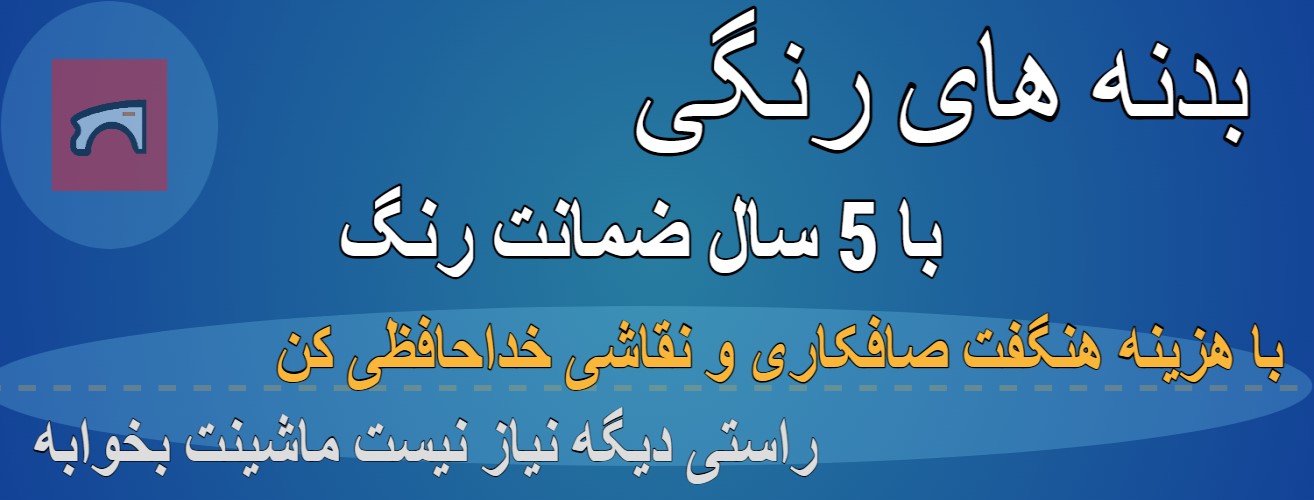 بدنه های رنگی
با 5 سال ضمانت رنگ
با هزینه هنگفت صافکاری و نقاشی خداحافظی کن
راستی دیگه نیاز نیست ماشینت بخوابه